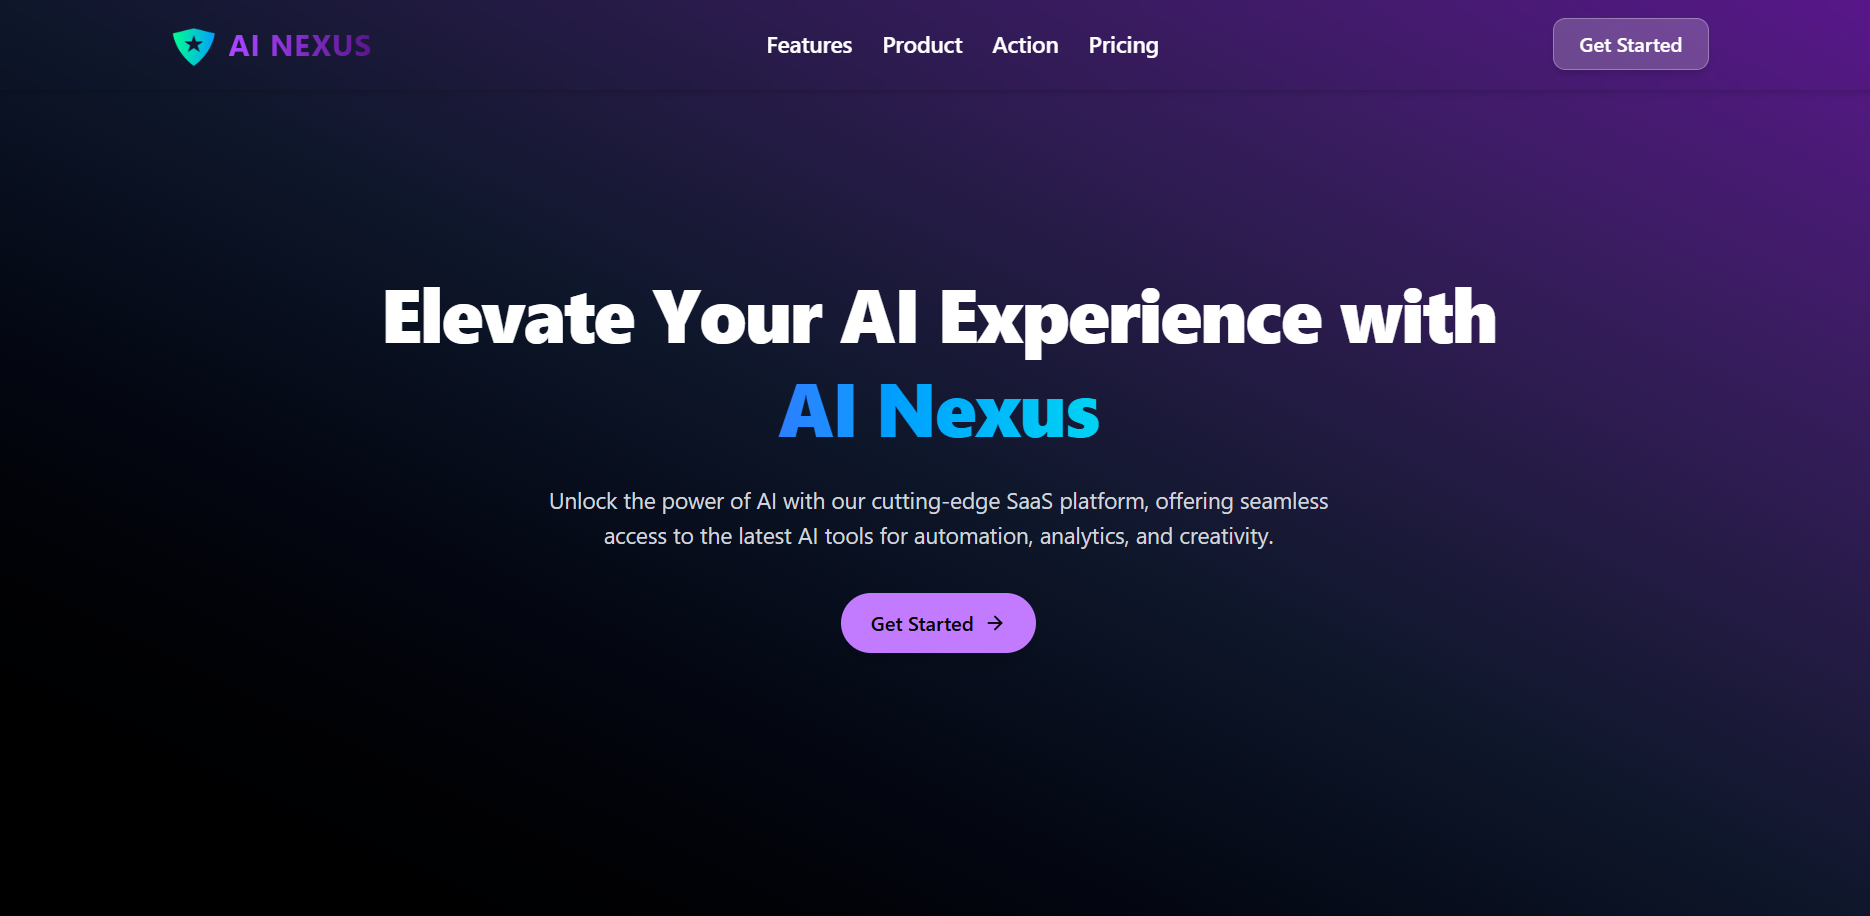 AI NEXUS
Features Product Action Pricing
Get Started
Elevate Your AI Experience with
AI Nexus
Unlock the power of AI with our cutting-edge SaaS platform, offering seamless
access to the latest AI tools for automation, analytics, and creativity.
Get Started